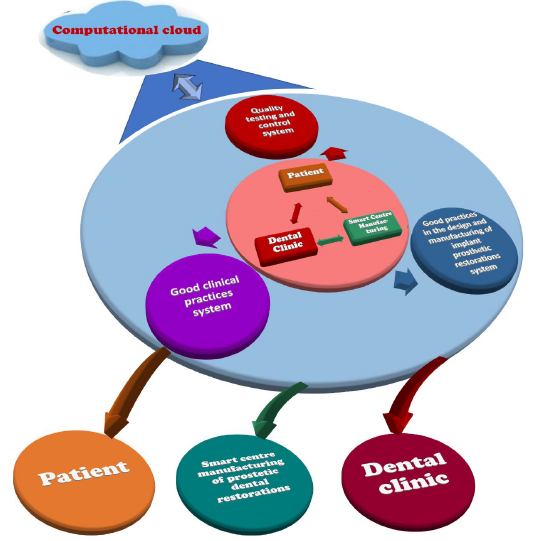 Computational cloud
Quality
testing and
control
system
Patient
Smart Centre
Manufac-
turing
Dental
Clinic
Good practices
in the design and
manufacturing of
implant
prosthetic
restorations
system
Good clinical
practices
system
Patient
Smart centre
manufacturing
of prostetic
dental
restorations
Dental
clinic